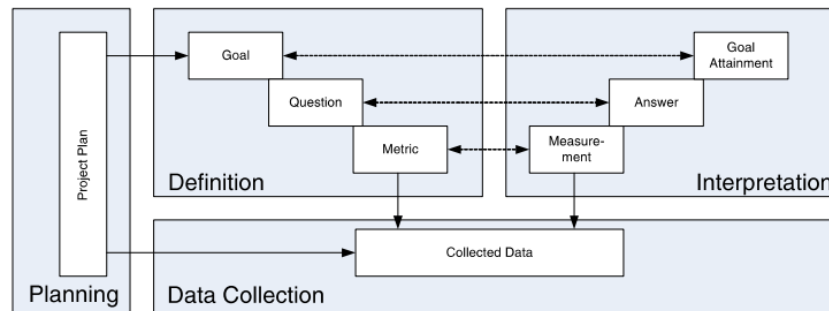 Goal
Goal
Attainment
Question
Answer
Project Plan
Metric
Measure-
ment
Definition
Interpretation
Collected Data
Planning
Data Collection